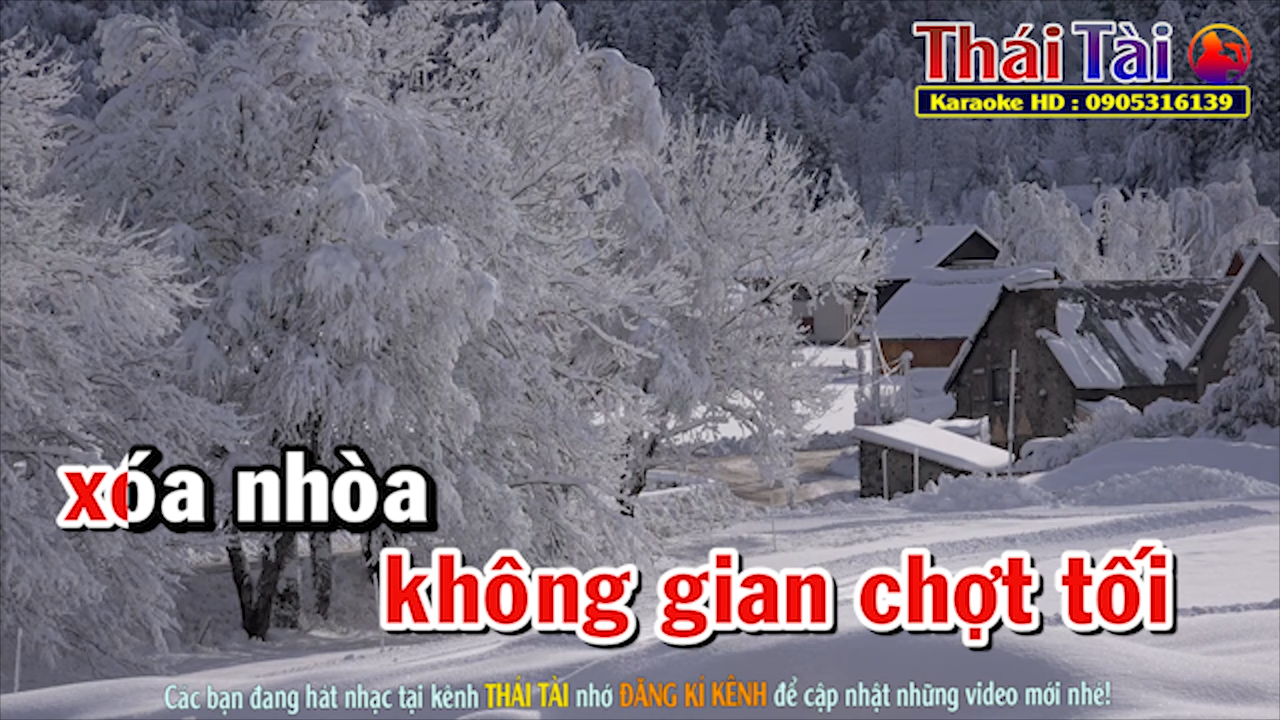 Thái Tài
Karaoke HD : 0905316139
xóa nhòa
không gian chợt tối
Các bạn đang hát nhạc tại kênh THÁI TÀI nhớ ĐĂNG KÍ KÊNH để cập nhật những video mới nhé!